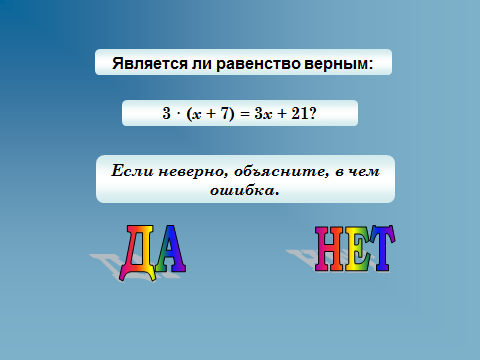 Является ли равенство верным:
3 · (x + 7) = 3x + 21?
Если неверно, объясните, в чем
ошибка.
ДА НЕТ